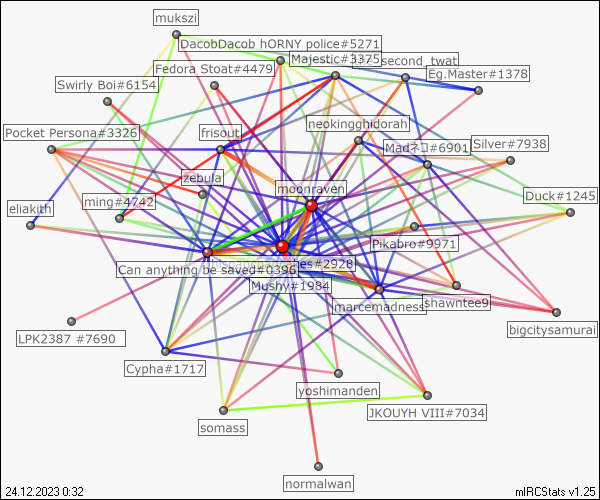 mukszi
DacobDacob hORNY police#5271
Majestic#3375
second_twat
Fedora Stoat#4479
Eg.Master#1378
Swirly Boi#6154
neokingghidorah
Pocket Persona#3326
frisout
Madネコ#6901
Silver#7938
zebula
moonraven
ming#4742
Duck#1245
eliakith
Pikabro#9971
es#2928
Can anything be saved#0396
Mushy#1984
marcemadness
shawntee9
bigcitysamurai
LPK2387 #7690
Cypha#1717
yoshimanden
JKOUYH VIII#7034
somass
normalwan
24.12.2023 0:32
mIRCStats v1.25